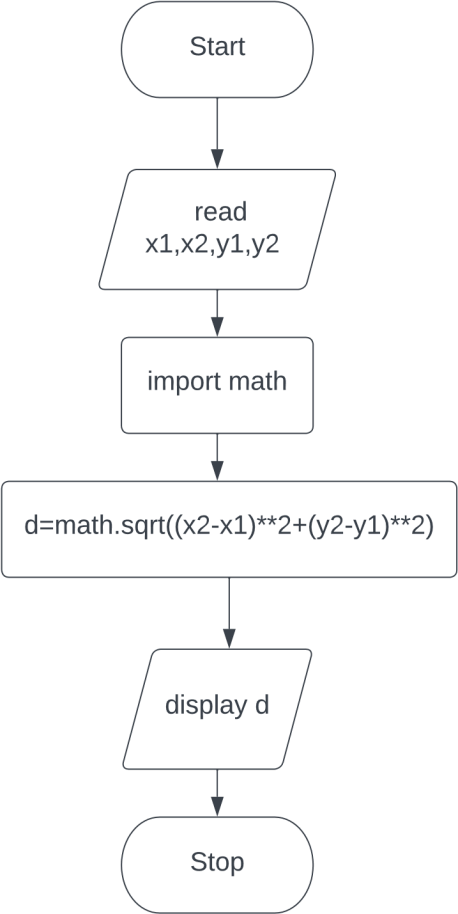 Start
read
x1,x2,y1,y2
import math
d=math.sqrt((x2-x1)**2+(y2-y1)**2)
display d
Stop